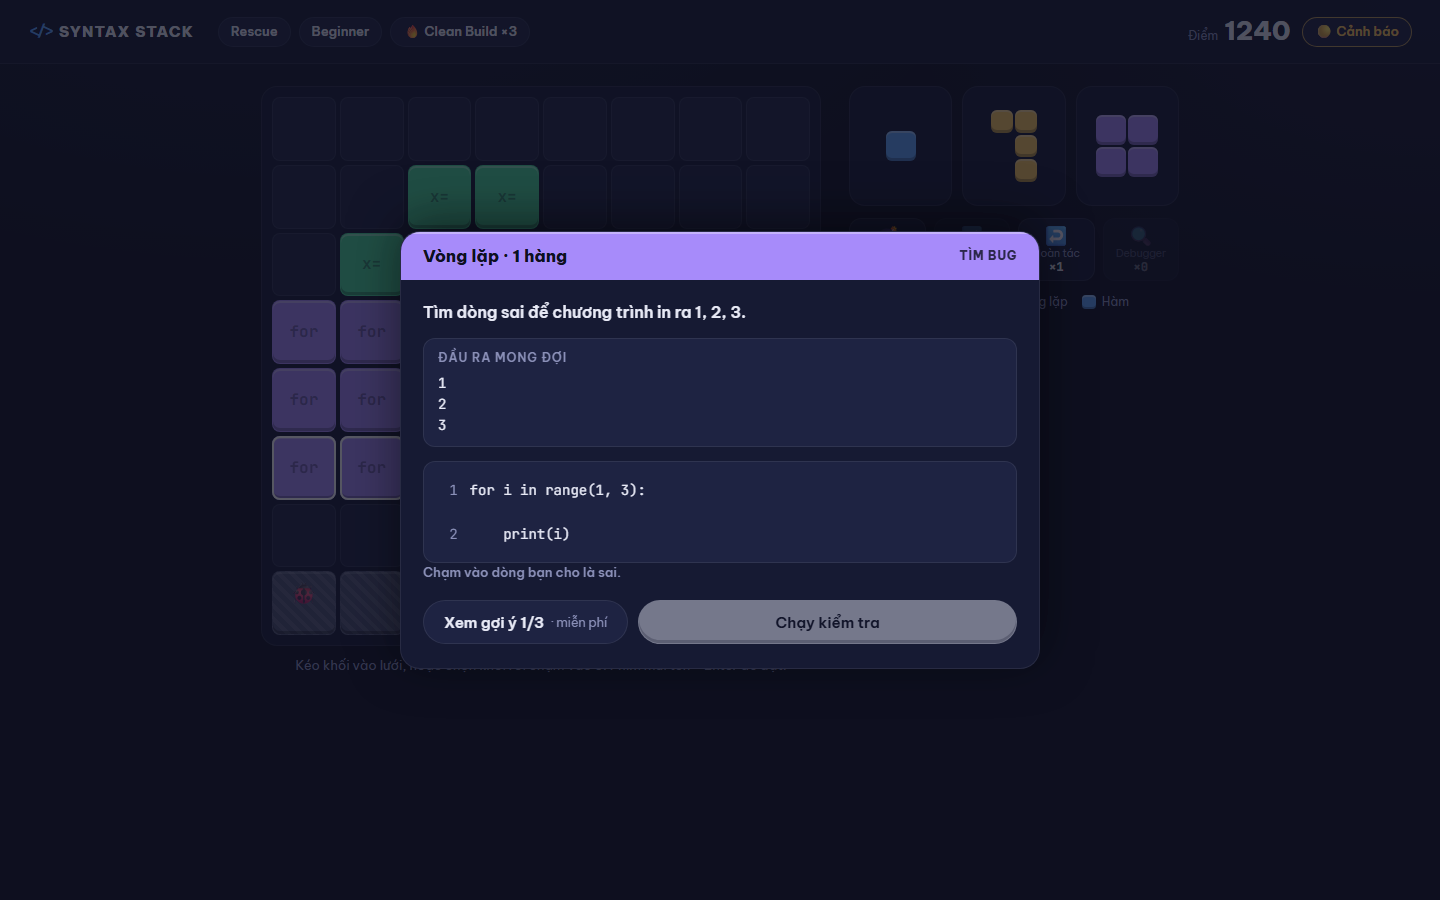 </> SYNTAX STACK
Rescue
Beginner
Clean Build ×3
Điểm 1240
Cảnh báo
x= x=
x=
for for
for for
for for
×1
Debugger
×0
g lặp
Hàm
Vòng lặp · 1 hàng
TÌM BUG
Tìm dòng sai để chương trình in ra 1, 2, 3.
ĐẦU RA MONG ĐỢI
1
2
3
1 for i in range(1, 3):
2 print(i)
Chạm vào dòng bạn cho là sai.
Xem gợi ý 1/3 · miễn phí
Chạy kiểm tra
Kéo khối vào lưới,